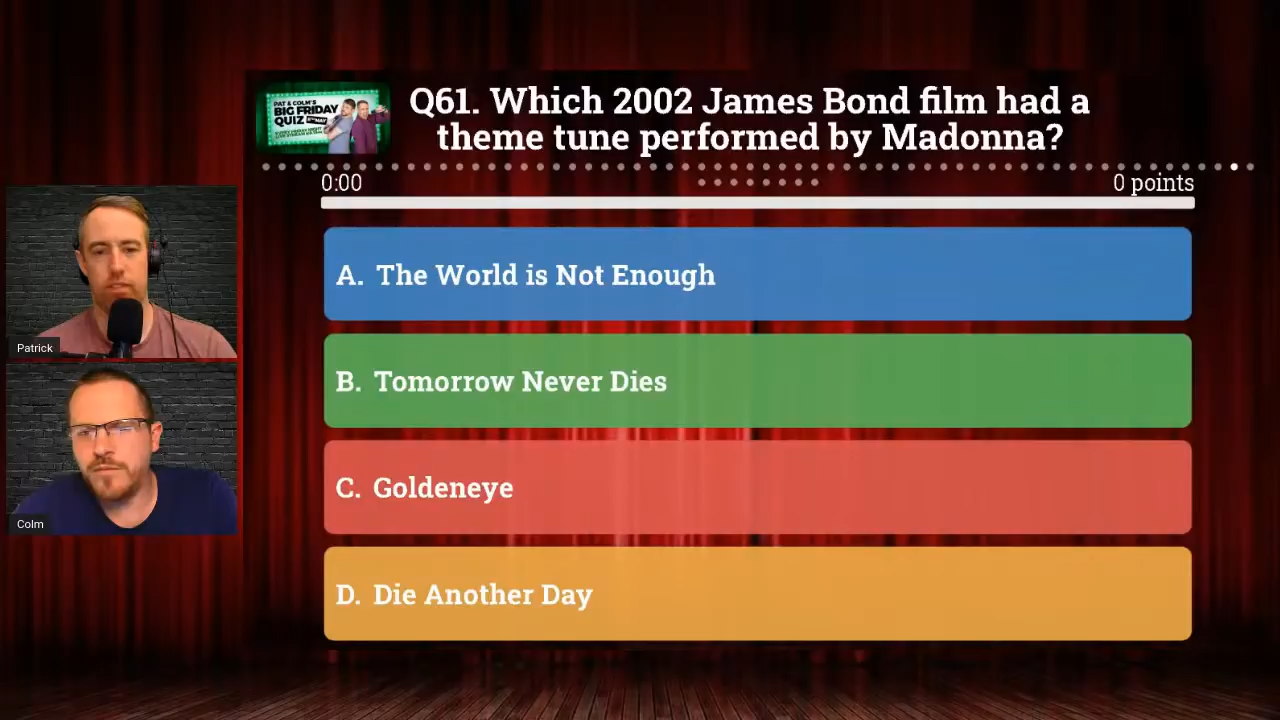 PAT & COLM'S
BIG FRIDAY
QUIZ
Q61. Which 2002 James Bond film had a
theme tune performed by Madonna?
0:00
0 points
A. The World is Not Enough
B. Tomorrow Never Dies
C. Goldeneye
D. Die Another Day
Patrick
Colm